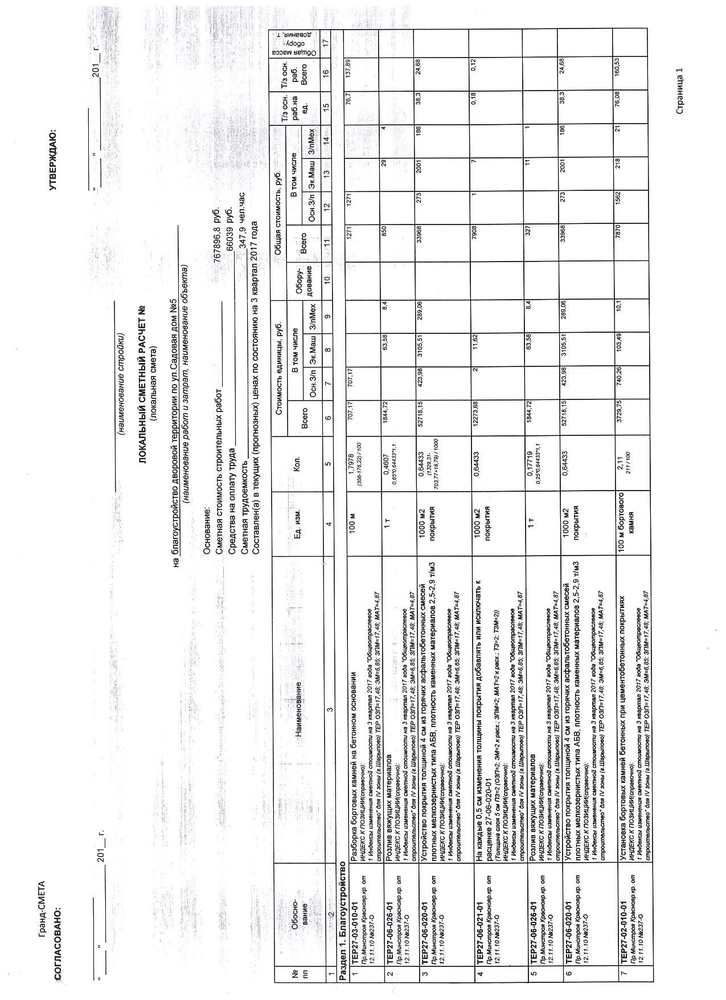 Гранд-СМЕТА
СОГЛАСОВАНО:
УТВЕРЖДАЮ:
"____" ______________ 201__ г.
"____" ______________ 201__ г.
(наименование стройки)
ЛОКАЛЬНЫЙ СМЕТНЫЙ РАСЧЕТ №
(локальная смета)
на благоустройство дворовой территории по ул.Садовая дом №5
(наименование работ и затрат, наименование объекта)
Основание:
Сметная стоимость строительных работ 767896,8 руб.
Средства на оплату труда 66039 руб.
Сметная трудоемкость 347,9 чел.час
Составлен(а) в текущих (прогнозных) ценах по состоянию на 3 квартал 2017 года
№ пп
Обосно-
вание
Наименование
Ед. изм.
Кол.
Стоимость единицы, руб.
Всего
В том числе
Осн.З/п Эк.Маш З/пМех
Обору-
дование
Общая стоимость, руб.
Всего
В том числе
Осн.З/п Эк.Маш З/пМех
Т/з осн.
раб.на
ед.
Т/з осн.
раб.
Всего
Общая масса
обору-
дования, т
1 2 3 4 5 6 7 8 9 10 11 12 13 14 15 16 17
Раздел 1. Благоустройство
1 ТЕР27-03-010-01
Пр.Минстроя Краснояр.кр. от
12.11.10 №237-О
Разборка бортовых камней на бетонном основании
ИНДЕКС К ПОЗИЦИИ(справочно):
1 Индексы изменения сметной стоимости на 3 квартал 2017 года "Общеотраслевое
строительство" для IV зоны (г.Шарыпово) ТЕР ОЗП=17,48; ЭМ=6,85; ЗПМ=17,48; МАТ=4,87
100 м
1,7978
(356-176,22) / 100
707,17 707,17 1271 1271 76,7 137,89
2 ТЕР27-06-026-01
Пр.Минстроя Краснояр.кр. от
12.11.10 №237-О
Розлив вяжущих материалов
ИНДЕКС К ПОЗИЦИИ(справочно):
1 Индексы изменения сметной стоимости на 3 квартал 2017 года "Общеотраслевое
строительство" для IV зоны (г.Шарыпово) ТЕР ОЗП=17,48; ЭМ=6,85; ЗПМ=17,48; МАТ=4,87
1 т
0,4607
0,65*0,64433*1,1
1844,72 63,58 8,4 850 29 4
3 ТЕР27-06-020-01
Пр.Минстроя Краснояр.кр. от
12.11.10 №237-О
Устройство покрытия толщиной 4 см из горячих асфальтобетонных смесей
плотных мелкозернистых типа АБВ, плотность каменных материалов 2,5-2,9 т/м3
ИНДЕКС К ПОЗИЦИИ(справочно):
1 Индексы изменения сметной стоимости на 3 квартал 2017 года "Общеотраслевое
строительство" для IV зоны (г.Шарыпово) ТЕР ОЗП=17,48; ЭМ=6,85; ЗПМ=17,48; МАТ=4,87
1000 м2
покрытия
0,64433
(1329,31-
703,77+18,79) / 1000
52718,15 423,98 3105,51 289,06 33968 273 2001 186 38,3 24,68
4 ТЕР27-06-021-01
Пр.Минстроя Краснояр.кр. от
12.11.10 №237-О
На каждые 0,5 см изменения толщины покрытия добавлять или исключать к
расценке 27-06-020-01
(Толщина слоя 5 см ПЗ=2 (ОЗП=2; ЭМ=2 к расх.; ЗПМ=2; МАТ=2 к расх.; ТЗ=2; ТЗМ=2))
ИНДЕКС К ПОЗИЦИИ(справочно):
1 Индексы изменения сметной стоимости на 3 квартал 2017 года "Общеотраслевое
строительство" для IV зоны (г.Шарыпово) ТЕР ОЗП=17,48; ЭМ=6,85; ЗПМ=17,48; МАТ=4,87
1000 м2
покрытия
0,64433
12273,68 2 11,62 7908 1 7 0,18 0,12
5 ТЕР27-06-026-01
Пр.Минстроя Краснояр.кр. от
12.11.10 №237-О
Розлив вяжущих материалов
ИНДЕКС К ПОЗИЦИИ(справочно):
1 Индексы изменения сметной стоимости на 3 квартал 2017 года "Общеотраслевое
строительство" для IV зоны (г.Шарыпово) ТЕР ОЗП=17,48; ЭМ=6,85; ЗПМ=17,48; МАТ=4,87
1 т
0,17719
0,25*0,64433*1,1
1844,72 63,58 8,4 327 11 1
6 ТЕР27-06-020-01
Пр.Минстроя Краснояр.кр. от
12.11.10 №237-О
Устройство покрытия толщиной 4 см из горячих асфальтобетонных смесей
плотных мелкозернистых типа АБВ, плотность каменных материалов 2,5-2,9 т/м3
ИНДЕКС К ПОЗИЦИИ(справочно):
1 Индексы изменения сметной стоимости на 3 квартал 2017 года "Общеотраслевое
строительство" для IV зоны (г.Шарыпово) ТЕР ОЗП=17,48; ЭМ=6,85; ЗПМ=17,48; МАТ=4,87
1000 м2
покрытия
0,64433
52718,15 423,98 3105,51 289,06 33968 273 2001 186 38,3 24,68
7 ТЕР27-02-010-01
Пр.Минстроя Краснояр.кр. от
12.11.10 №237-О
Установка бортовых камней бетонных при цементобетонных покрытиях
ИНДЕКС К ПОЗИЦИИ(справочно):
1 Индексы изменения сметной стоимости на 3 квартал 2017 года "Общеотраслевое
строительство" для IV зоны (г.Шарыпово) ТЕР ОЗП=17,48; ЭМ=6,85; ЗПМ=17,48; МАТ=4,87
100 м бортового
камня
2,11
211 / 100
3729,75 740,26 103,49 10,1 7870 1562 218 21 76,08 160,53
Страница 1